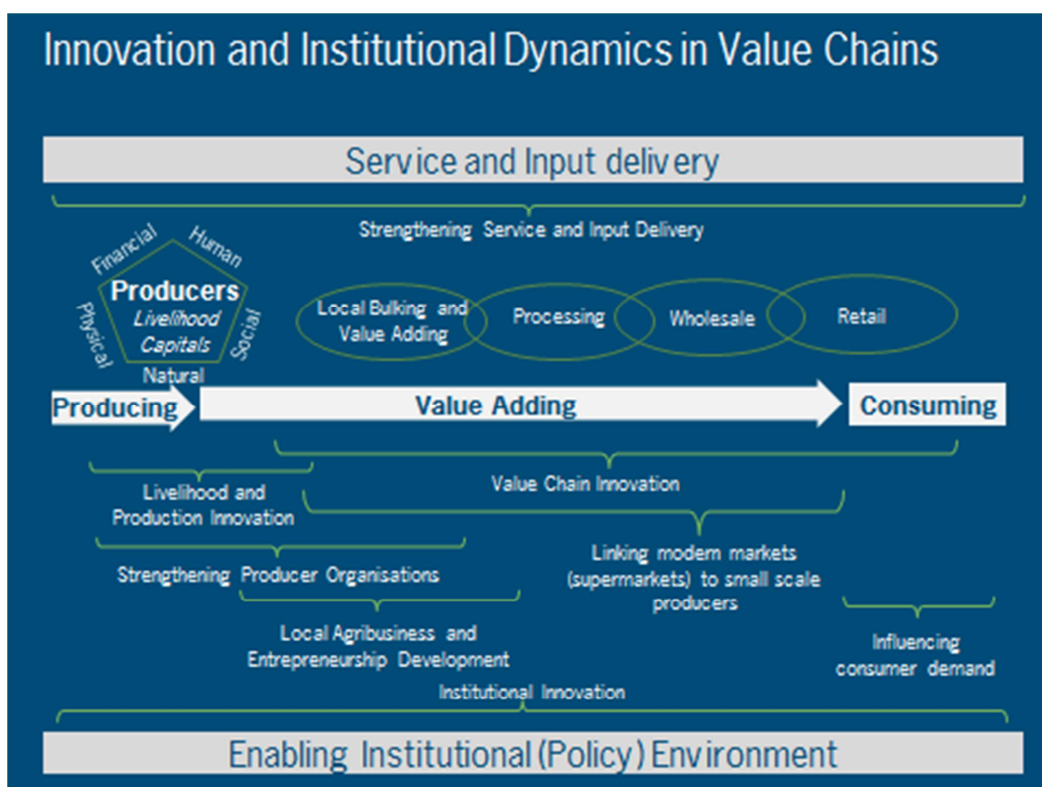 Innovation and Institutional Dynamics in Value Chains
Service and Input delivery
Strengthening Service and Input Delivery
Financial
Human
Physical
Social
Natural
Producers
Livelihood
Capitals
Local Bulking and
Value Adding
Processing
Wholesale
Retail
Producing
Value Adding
Consuming
Livelihood and
Production Innovation
Value Chain Innovation
Strengthening Producer Organisations
Linking modern markets
(supermarkets) to small scale
producers
Local Agribusiness and
Entrepreneurship Development
Influencing
consumer demand
Institutional Innovation
Enabling Institutional (Policy) Environment